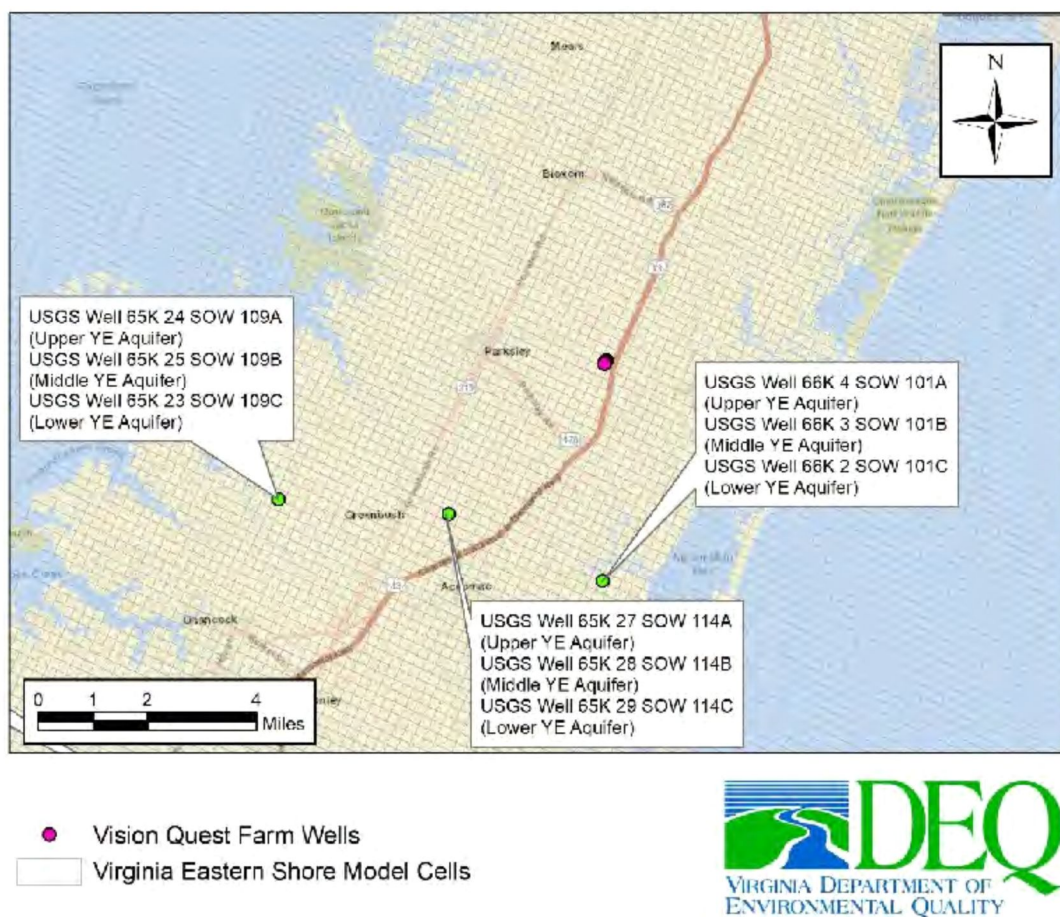 Mears
N
Bloxom
Parksley
USGS Well 65K 24 SOW 109A
(Upper YE Aquifer)
USGS Well 65K 25 SOW 109B
(Middle YE Aquifer)
USGS Well 65K 23 SOW 109C
(Lower YE Aquifer)
USGS Well 66K 4 SOW 101A
(Upper YE Aquifer)
USGS Well 66K 3 SOW 101B
(Middle YE Aquifer)
USGS Well 66K 2 SOW 101C
(Lower YE Aquifer)
Greenbush
Accomac
Onancock
USGS Well 65K 27 SOW 114A
(Upper YE Aquifer)
USGS Well 65K 28 SOW 114B
(Middle YE Aquifer)
USGS Well 65K 29 SOW 114C
(Lower YE Aquifer)
0 1 2 4
Miles
Vision Quest Farm Wells
Virginia Eastern Shore Model Cells
DEQ
VIRGINIA DEPARTMENT OF
ENVIRONMENTAL QUALITY